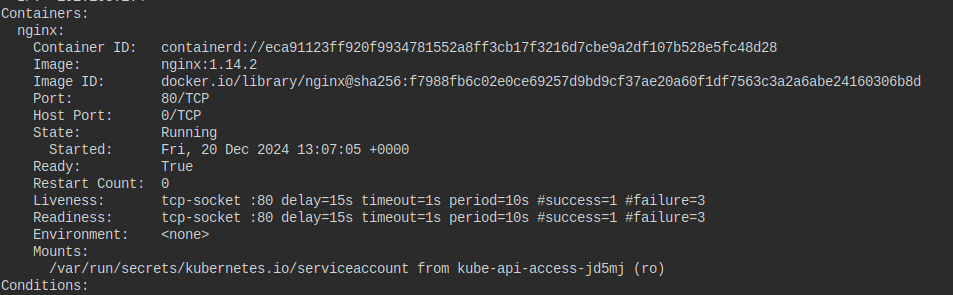 Containers:
  nginx:
    Container ID:   containerd://eca91123ff920f9934781552a8ff3cb17f3216d7cbe9a2df107b528e5fc48d28
    Image:          nginx:1.14.2
    Image ID:       docker.io/library/nginx@sha256:f7988fb6c02e0ce69257d9bd9cf37ae20a60f1df7563c3a2a6abe24160306b8d
    Port:           80/TCP
    Host Port:      0/TCP
    State:          Running
      Started:      Fri, 20 Dec 2024 13:07:05 +0000
    Ready:          True
    Restart Count:  0
    Liveness:       tcp-socket :80 delay=15s timeout=1s period=10s #success=1 #failure=3
    Readiness:      tcp-socket :80 delay=15s timeout=1s period=10s #success=1 #failure=3
    Environment:    <none>
    Mounts:
      /var/run/secrets/kubernetes.io/serviceaccount from kube-api-access-jd5mj (ro)
Conditions: